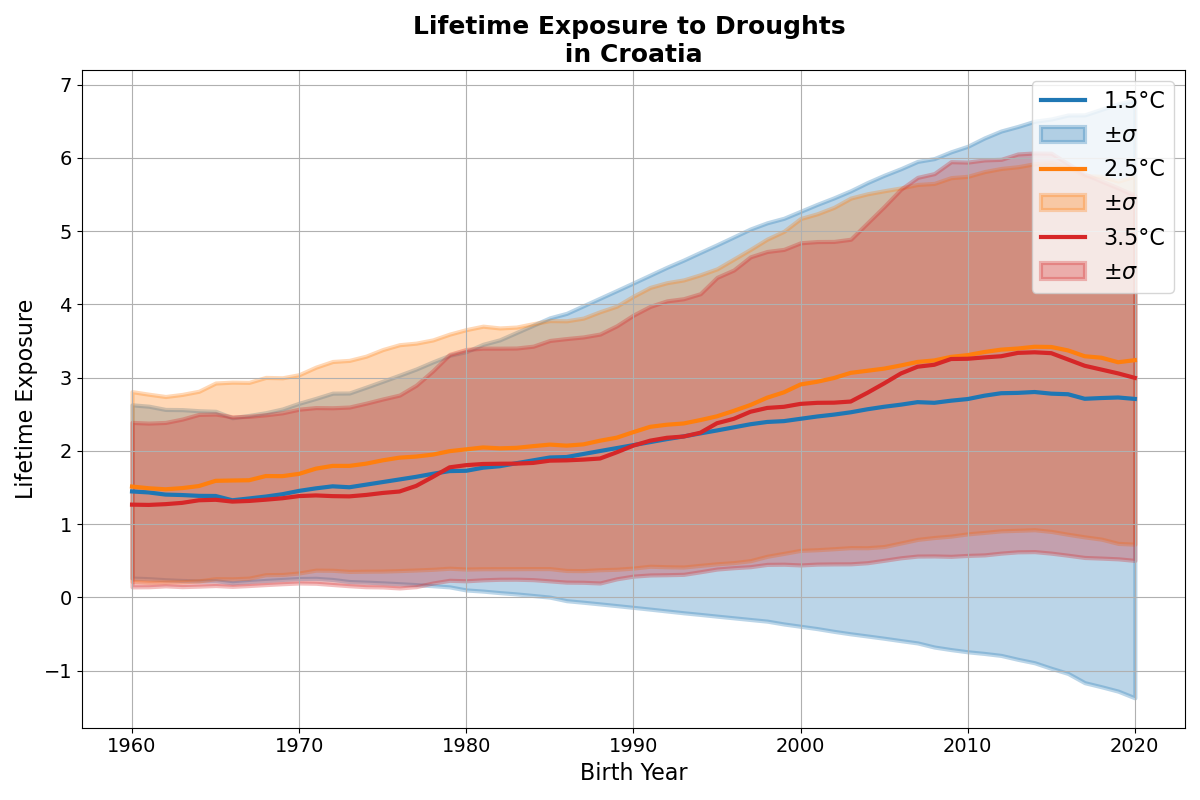 Lifetime Exposure to Droughts
in Croatia
Lifetime Exposure
7
6
5
4
3
2
1
0
−1
1960
1970
1980
1990
2000
2010
2020
Birth Year
1.5°C
±σ
2.5°C
±σ
3.5°C
±σ